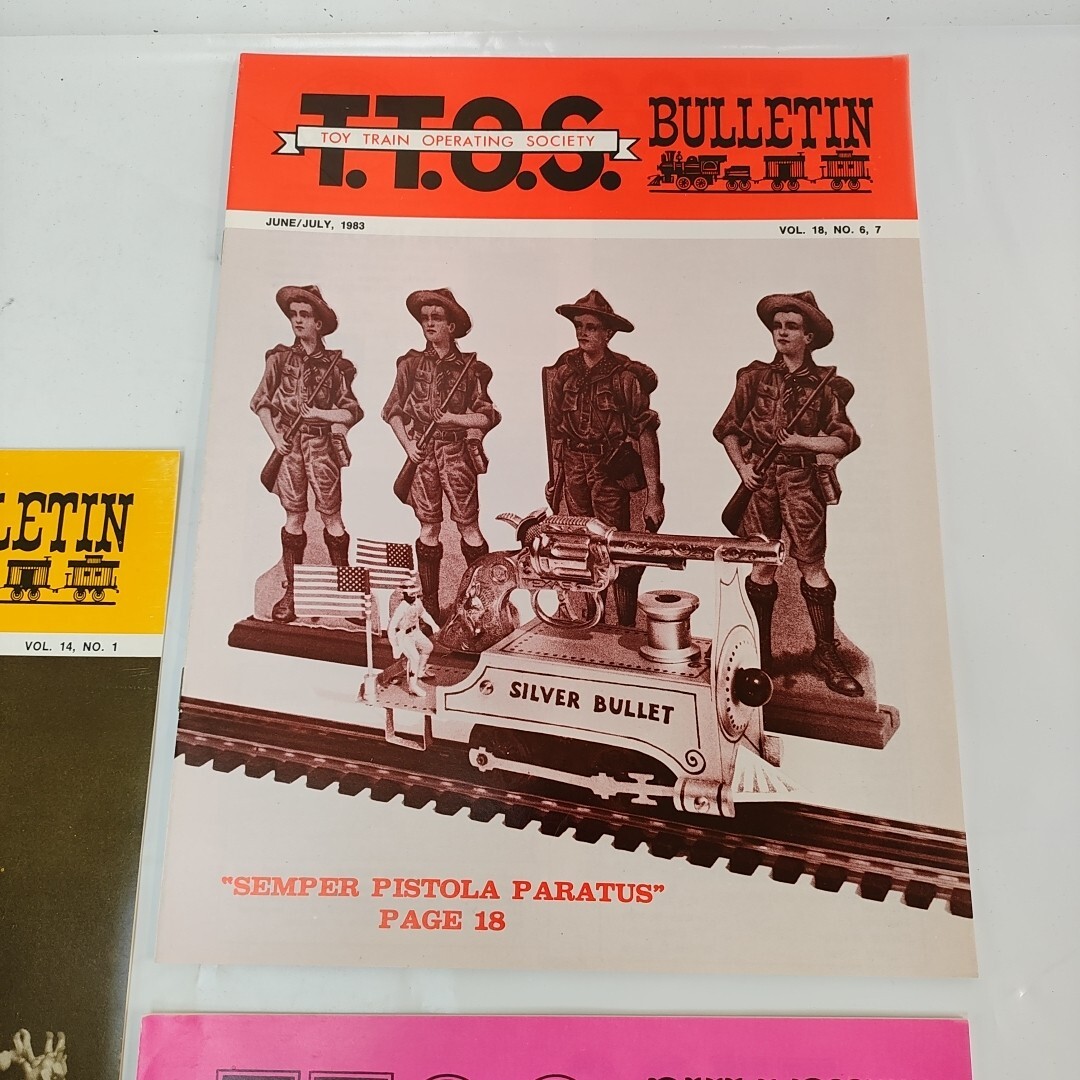 T.T.O.S.
TOY TRAIN OPERATING SOCIETY
BULLETIN
JUNE/JULY, 1983
VOL. 18, NO. 6, 7
SILVER BULLET
"SEMPER PISTOLA PARATUS"
PAGE 18
LETIN
VOL. 14, NO. 1